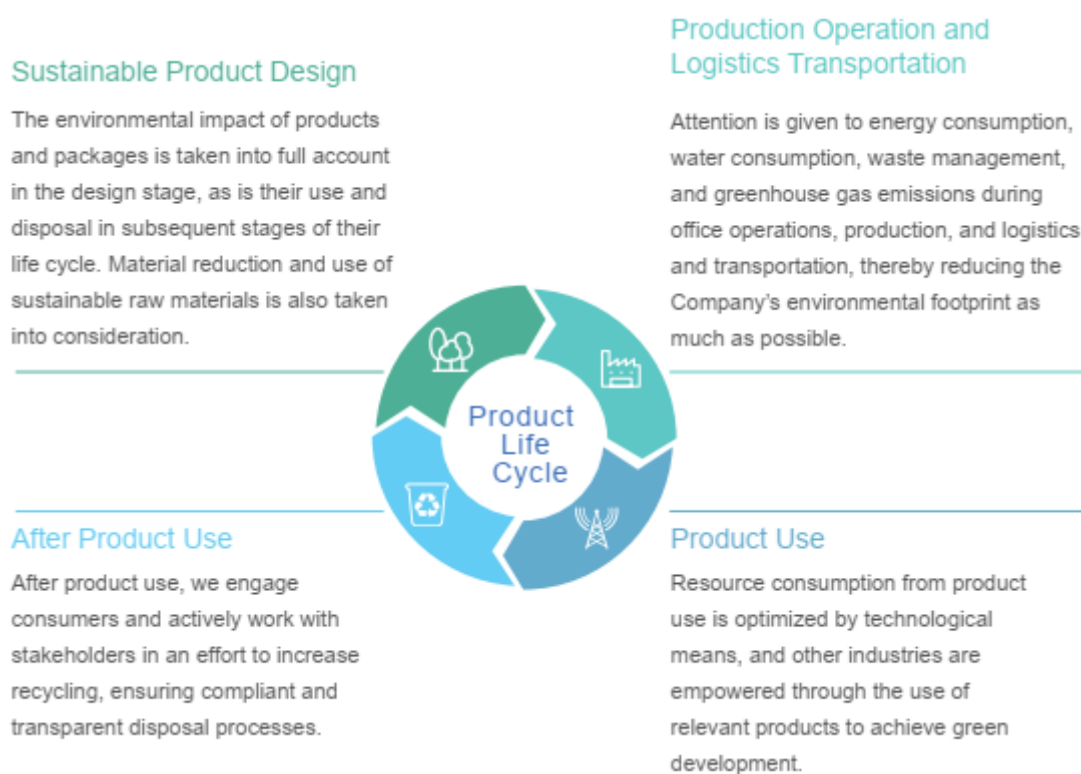 Sustainable Product Design
The environmental impact of products
and packages is taken into full account
in the design stage, as is their use and
disposal in subsequent stages of their
life cycle. Material reduction and use of
sustainable raw materials is also taken
into consideration.
Production Operation and
Logistics Transportation
Attention is given to energy consumption,
water consumption, waste management,
and greenhouse gas emissions during
office operations, production, and logistics
and transportation, thereby reducing the
Company's environmental footprint as
much as possible.
Product
Life
Cycle
After Product Use
After product use, we engage
consumers and actively work with
stakeholders in an effort to increase
recycling, ensuring compliant and
transparent disposal processes.
Product Use
Resource consumption from product
use is optimized by technological
means, and other industries are
empowered through the use of
relevant products to achieve green
development.